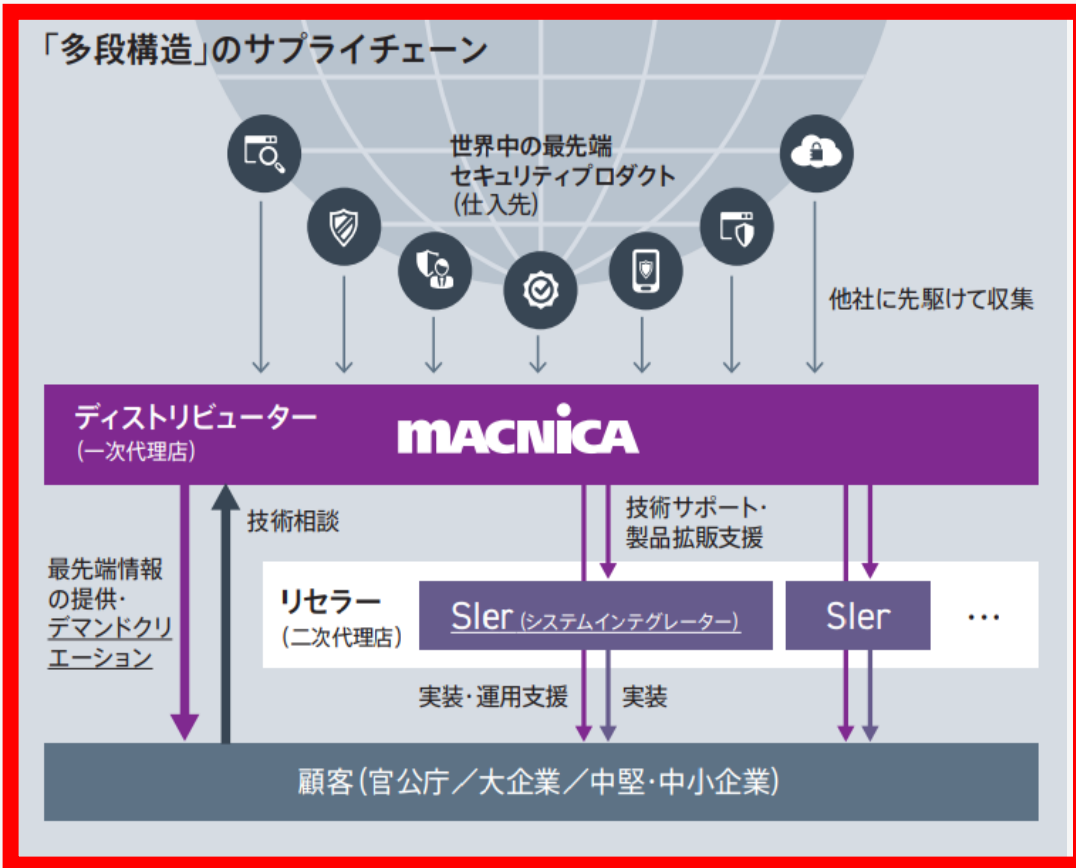 「多段構造」のサプライチェーン
世界中の最先端
セキュリティプロダクト
(仕入先)
他社に先駆けて収集
ディストリビューター
(一次代理店)
MACNiCA
技術相談
技術サポート・
製品拡販支援
最先端情報
の提供・
デマンドクリ
エーション
リセラー
(二次代理店)
SIer (システムインテグレーター)
SIer
…
実装・運用支援
実装
顧客(官公庁／大企業／中堅・中小企業)